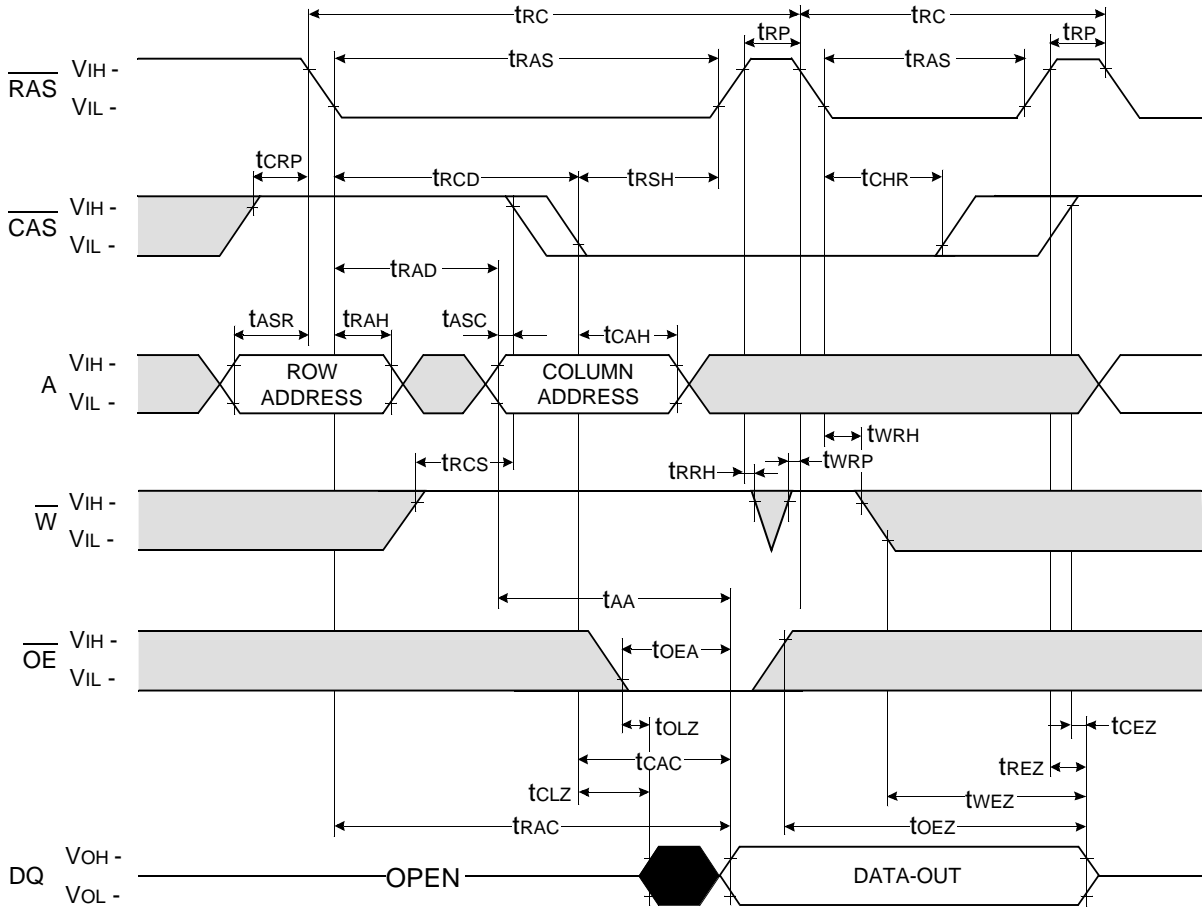 tRC tRC
tRP tRP
tRAS tRAS
RAS VIH -
VIL -
tCRP tRCD tRSH tCHR
CAS VIH -
VIL -
tRAD
tASR tRAH tASC tCAH
A VIH -
VIL -
ROW
ADDRESS
COLUMN
ADDRESS
tWRH
tRCS tRRH tWRP
W VIH -
VIL -
tAA
OE VIH -
VIL -
tOEA
tOLZ tCEZ
tCAC tREZ
tCLZ tWEZ
tRAC tOEZ
DQ VOH -
VOL -
OPEN DATA-OUT